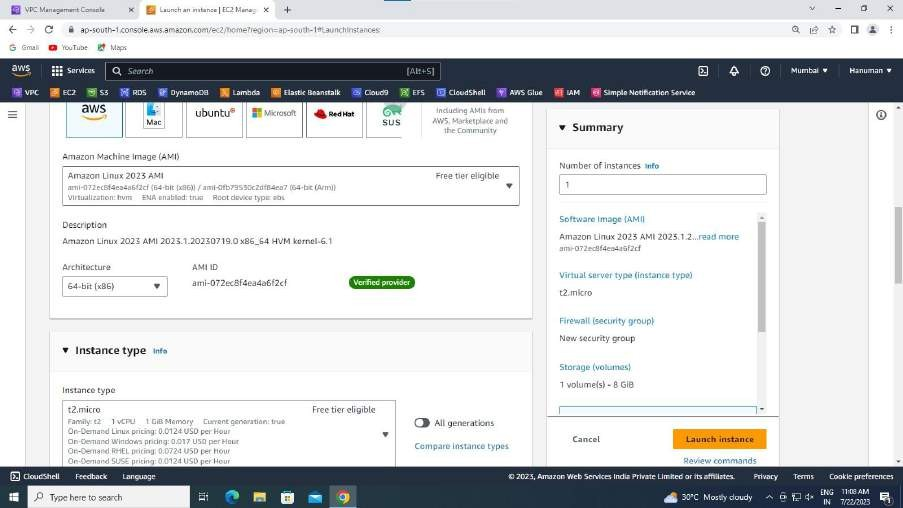 VPC Management Console
Launch an instance | EC2 Manag
ap-south-1.console.aws.amazon.com/ec2/home?region=ap-south-1#LaunchInstances:
Gmail YouTube Maps
aws Services Search [Alt+S] Mumbai Hanuman
VPC EC2 S3 RDS DynamoDB Lambda Elastic Beanstalk Cloud9 EFS CloudShell AWS Glue IAM Simple Notification Service
aws Mac ubuntu Microsoft Red Hat SUS
Including AMIs from
AWS, Marketplace and
the Community
Amazon Machine Image (AMI)
Amazon Linux 2023 AMI Free tier eligible
ami-072ec8f4ea4a6f2cf (64-bit (x86)) / ami-0fb79530c2df84ea7 (64-bit (Arm))
Virtualization: hvm ENA enabled: true Root device type: ebs
Description
Amazon Linux 2023 AMI 2023.1.20230719.0 x86_64 HVM kernel-6.1
Architecture AMI ID
64-bit (x86) ami-072ec8f4ea4a6f2cf Verified provider
Instance type Info
Instance type
t2.micro Free tier eligible
Family: t2 1 vCPU 1 GiB Memory Current generation: true
On-Demand Linux pricing: 0.0124 USD per Hour
On-Demand Windows pricing: 0.017 USD per Hour
On-Demand RHEL pricing: 0.0724 USD per Hour
On-Demand SUSE pricing: 0.0124 USD per Hour
All generations
Compare instance types
Summary
Number of instances Info
1
Software Image (AMI)
Amazon Linux 2023 AMI 2023.1.2...read more
ami-072ec8f4ea4a6f2cf
Virtual server type (instance type)
t2.micro
Firewall (security group)
New security group
Storage (volumes)
1 volume(s) - 8 GiB
Cancel Launch instance
Review commands
CloudShell Feedback Language © 2023, Amazon Web Services India Private Limited or its affiliates. Privacy Terms Cookie preferences
Type here to search 30°C Mostly cloudy ENG 11:08 AM
IN 7/22/2023